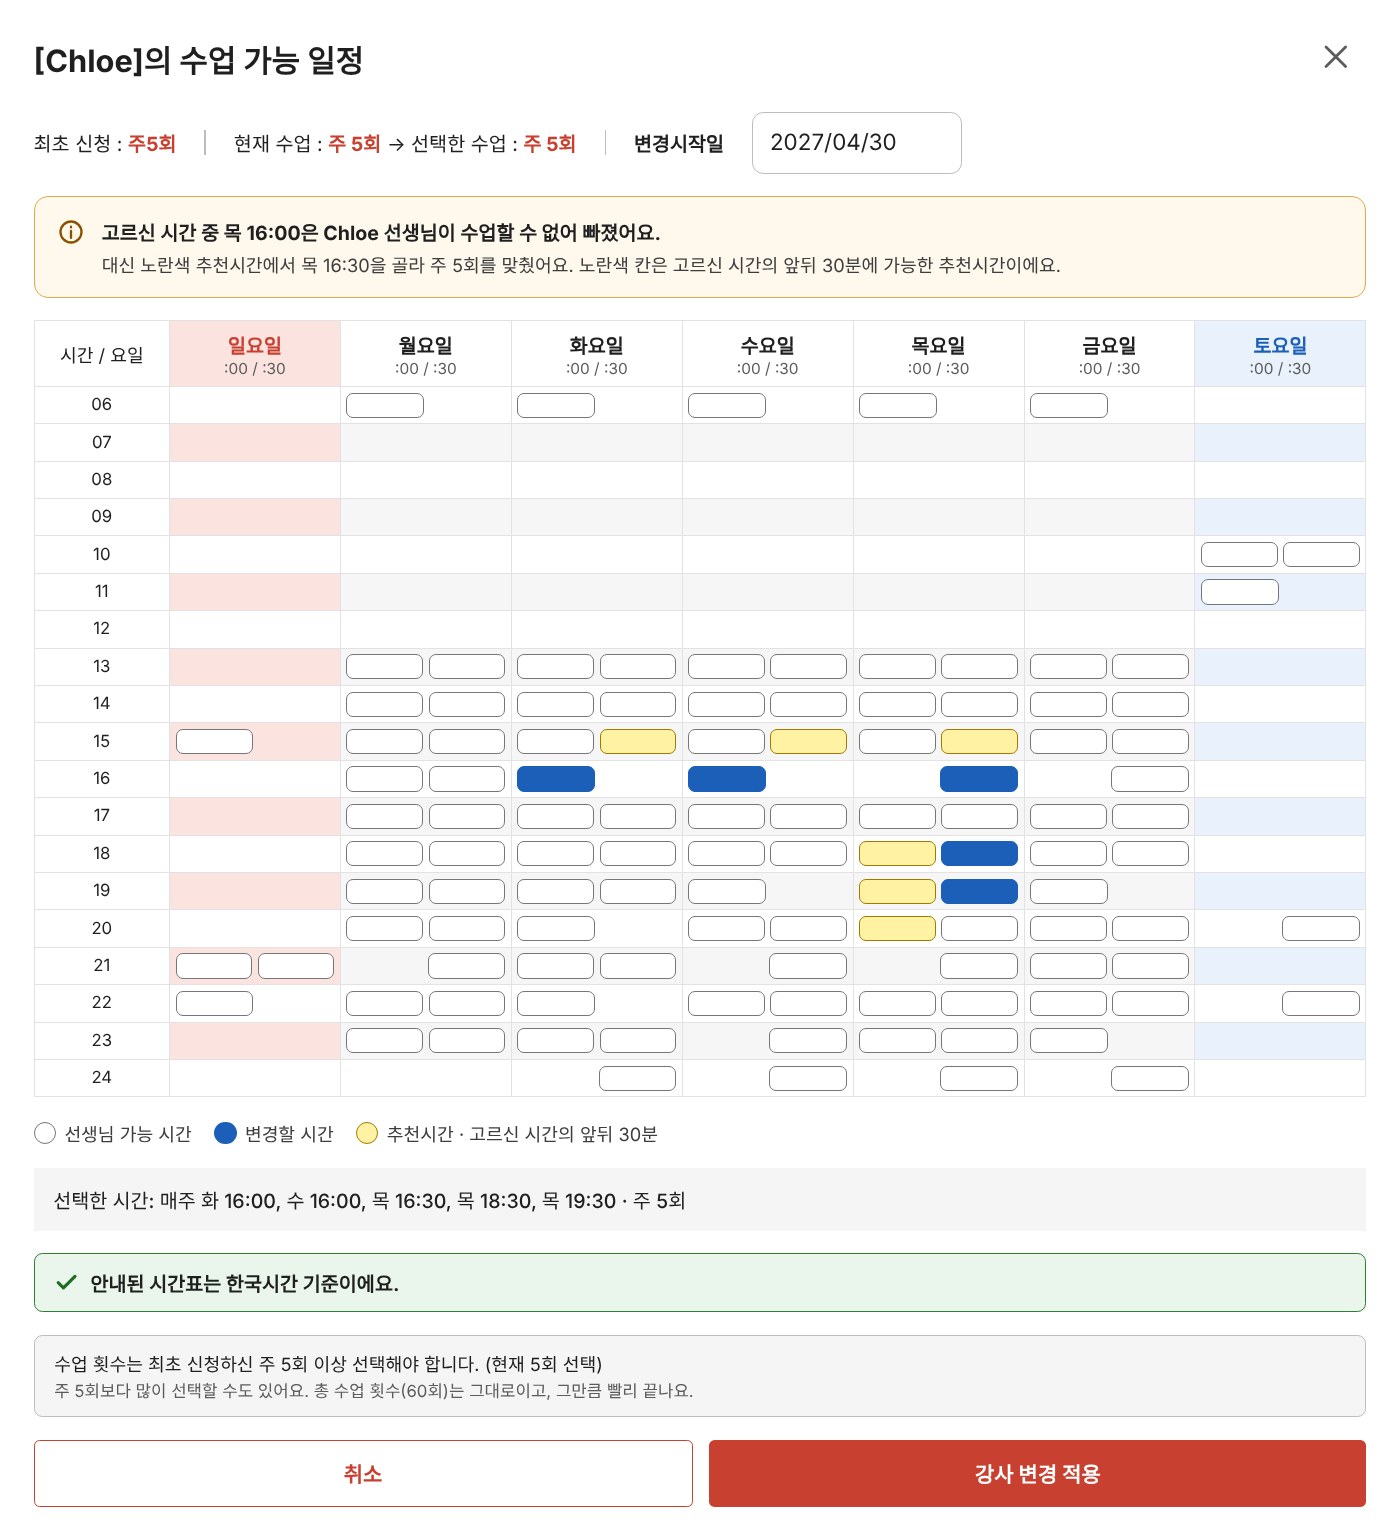 [Chloe]의 수업 가능 일정
최초 신청 : 주5회 현재 수업 : 주 5회 → 선택한 수업 : 주 5회 변경시작일 2027/04/30
고르신 시간 중 목 16:00은 Chloe 선생님이 수업할 수 없어 빠졌어요.
대신 노란색 추천시간에서 목 16:30을 골라 주 5회를 맞췄어요. 노란색 칸은 고르신 시간의 앞뒤 30분에 가능한 추천시간이에요.
시간 / 요일 일요일 월요일 화요일 수요일 목요일 금요일 토요일
:00 / :30 :00 / :30 :00 / :30 :00 / :30 :00 / :30 :00 / :30 :00 / :30
06
07
08
09
10
11
12
13
14
15
16
17
18
19
20
21
22
23
24
선생님 가능 시간 변경할 시간 추천시간 · 고르신 시간의 앞뒤 30분
선택한 시간: 매주 화 16:00, 수 16:00, 목 16:30, 목 18:30, 목 19:30 · 주 5회
안내된 시간표는 한국시간 기준이에요.
수업 횟수는 최초 신청하신 주 5회 이상 선택해야 합니다. (현재 5회 선택)
주 5회보다 많이 선택할 수도 있어요. 총 수업 횟수(60회)는 그대로이고, 그만큼 빨리 끝나요.
취소 강사 변경 적용